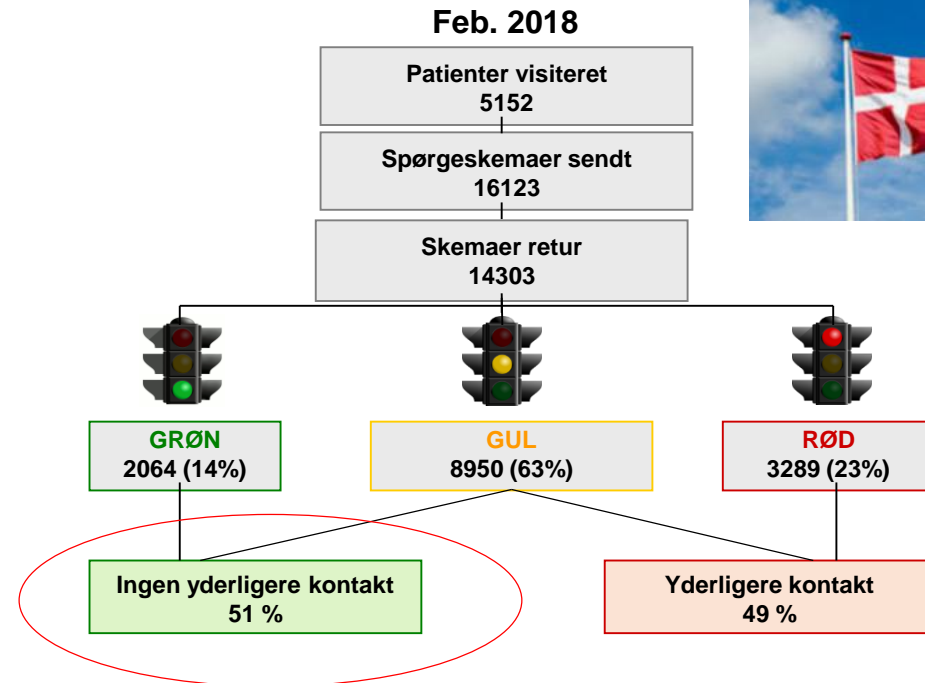 Feb. 2018
Patienter visiteret
5152
Spørgeskemaer sendt
16123
Skemaer retur
14303
GRØN
2064 (14%)
GUL
8950 (63%)
RØD
3289 (23%)
Ingen yderligere kontakt
51 %
Yderligere kontakt
49 %